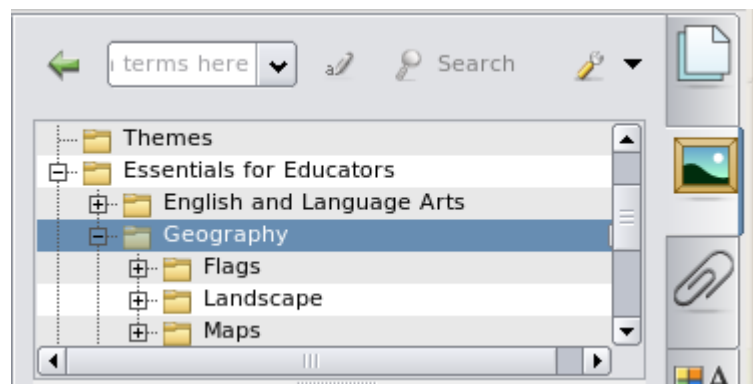 terms here
Search
Themes
Essentials for Educators
English and Language Arts
Geography
Flags
Landscape
Maps
A